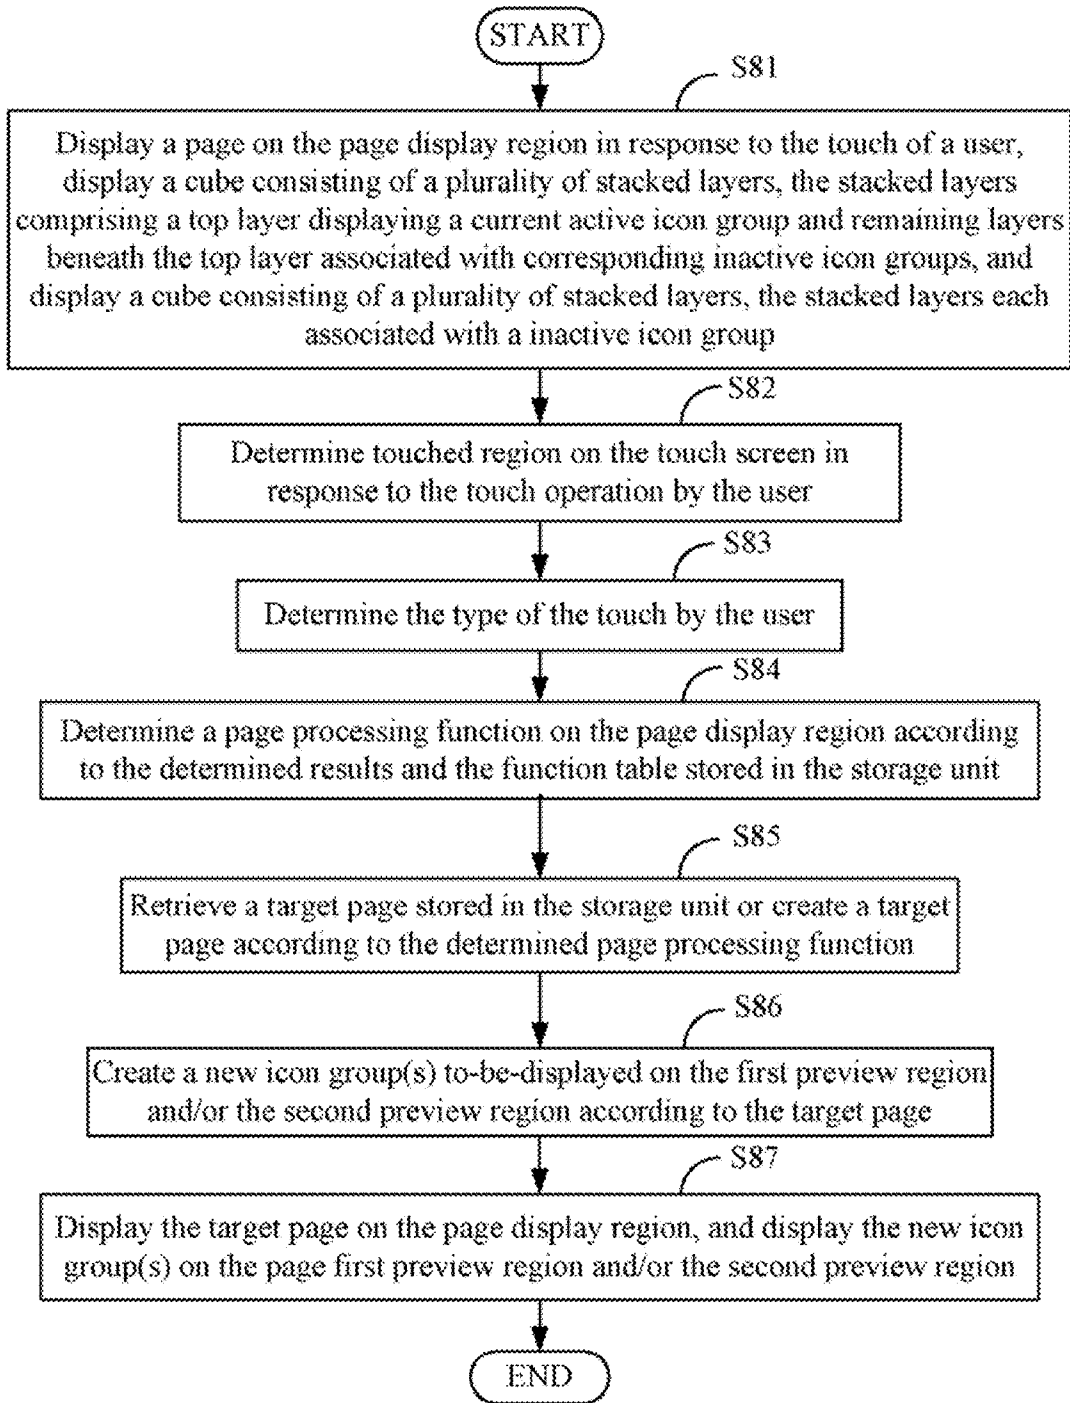 START
S81
Display a page on the page display region in response to the touch of a user,
display a cube consisting of a plurality of stacked layers, the stacked layers
comprising a top layer displaying a current active icon group and remaining layers
beneath the top layer associated with corresponding inactive icon groups, and
display a cube consisting of a plurality of stacked layers, the stacked layers each
associated with a inactive icon group
S82
Determine touched region on the touch screen in
response to the touch operation by the user
S83
Determine the type of the touch by the user
S84
Determine a page processing function on the page display region according
to the determined results and the function table stored in the storage unit
S85
Retrieve a target page stored in the storage unit or create a target
page according to the determined page processing function
S86
Create a new icon group(s) to-be-displayed on the first preview region
and/or the second preview region according to the target page
S87
Display the target page on the page display region, and display the new icon
group(s) on the page first preview region and/or the second preview region
END